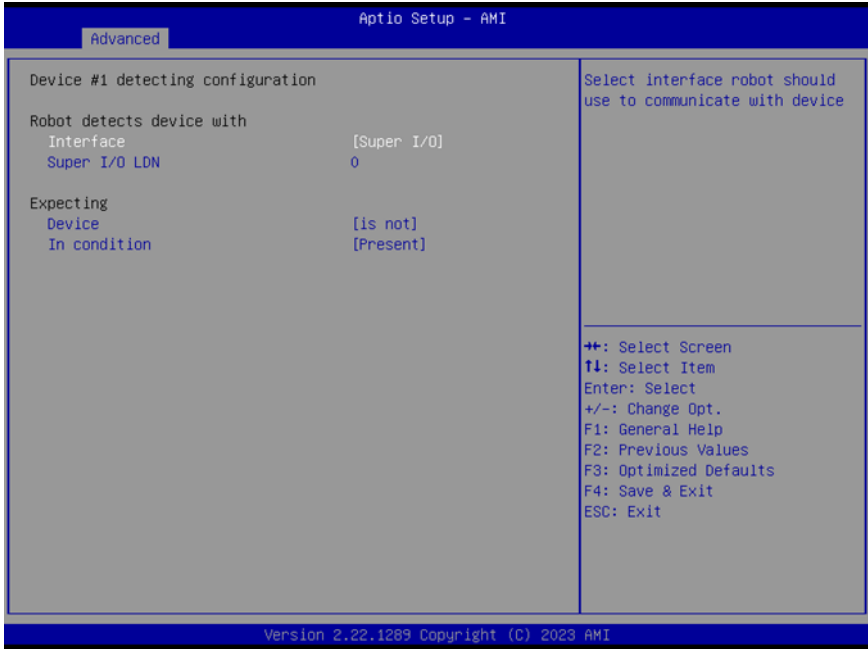 Aptio Setup – AMI
Advanced
Device #1 detecting configuration
Robot detects device with
Interface [Super I/O]
Super I/O LDN 0
Expecting
Device [is not]
In condition [Present]
Select interface robot should
use to communicate with device
→←: Select Screen
↑↓: Select Item
Enter: Select
+/-: Change Opt.
F1: General Help
F2: Previous Values
F3: Optimized Defaults
F4: Save & Exit
ESC: Exit
Version 2.22.1289 Copyright (C) 2023 AMI